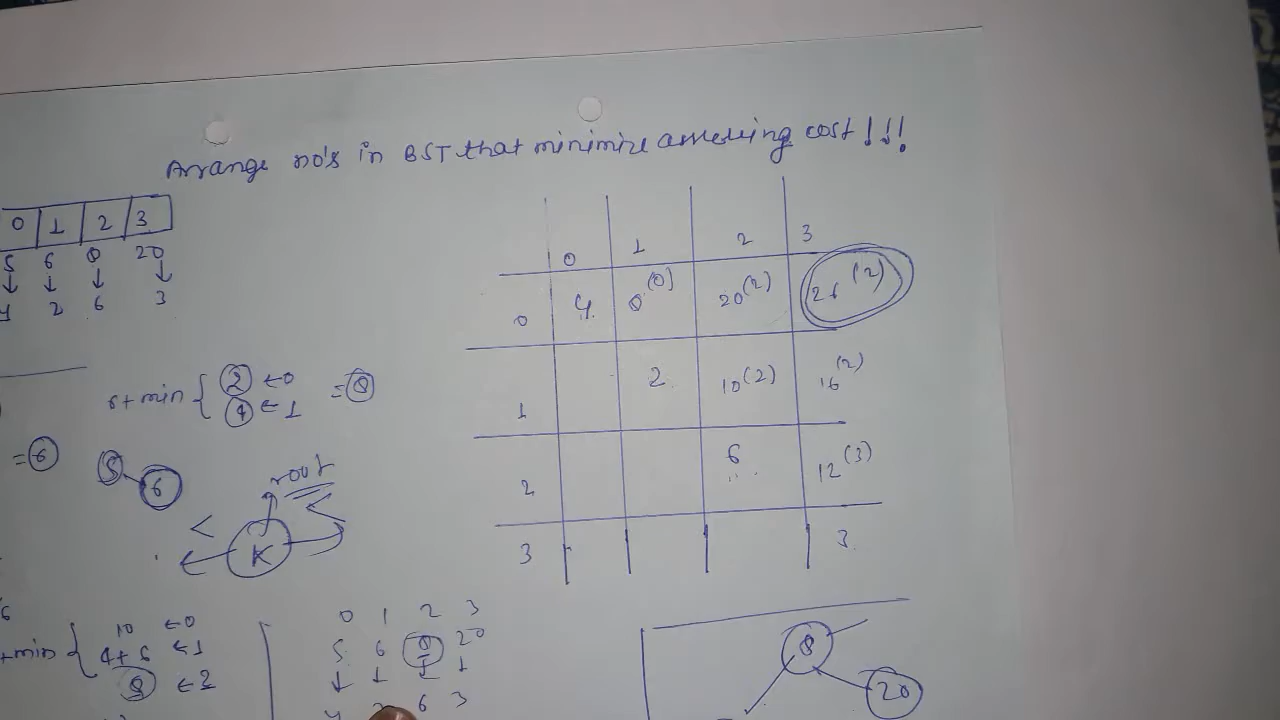 Arrange no's in BST that minimize accessing cost!!!
0 1 2 3
5 6 8 20
4 2 6 3
0 1 2 3
0 4 8(0) 20(2) 26(2)
1 2 10(2) 16(2)
2 6 12(3)
3 3
6+min { 2 ←0 = 8
4 ←1
= 6
5 6
root
< <
K
+min { 10 ←0
4+6 ←1
8 ←2
0 1 2 3
5 6 8 20
4 2 6 3
8
20